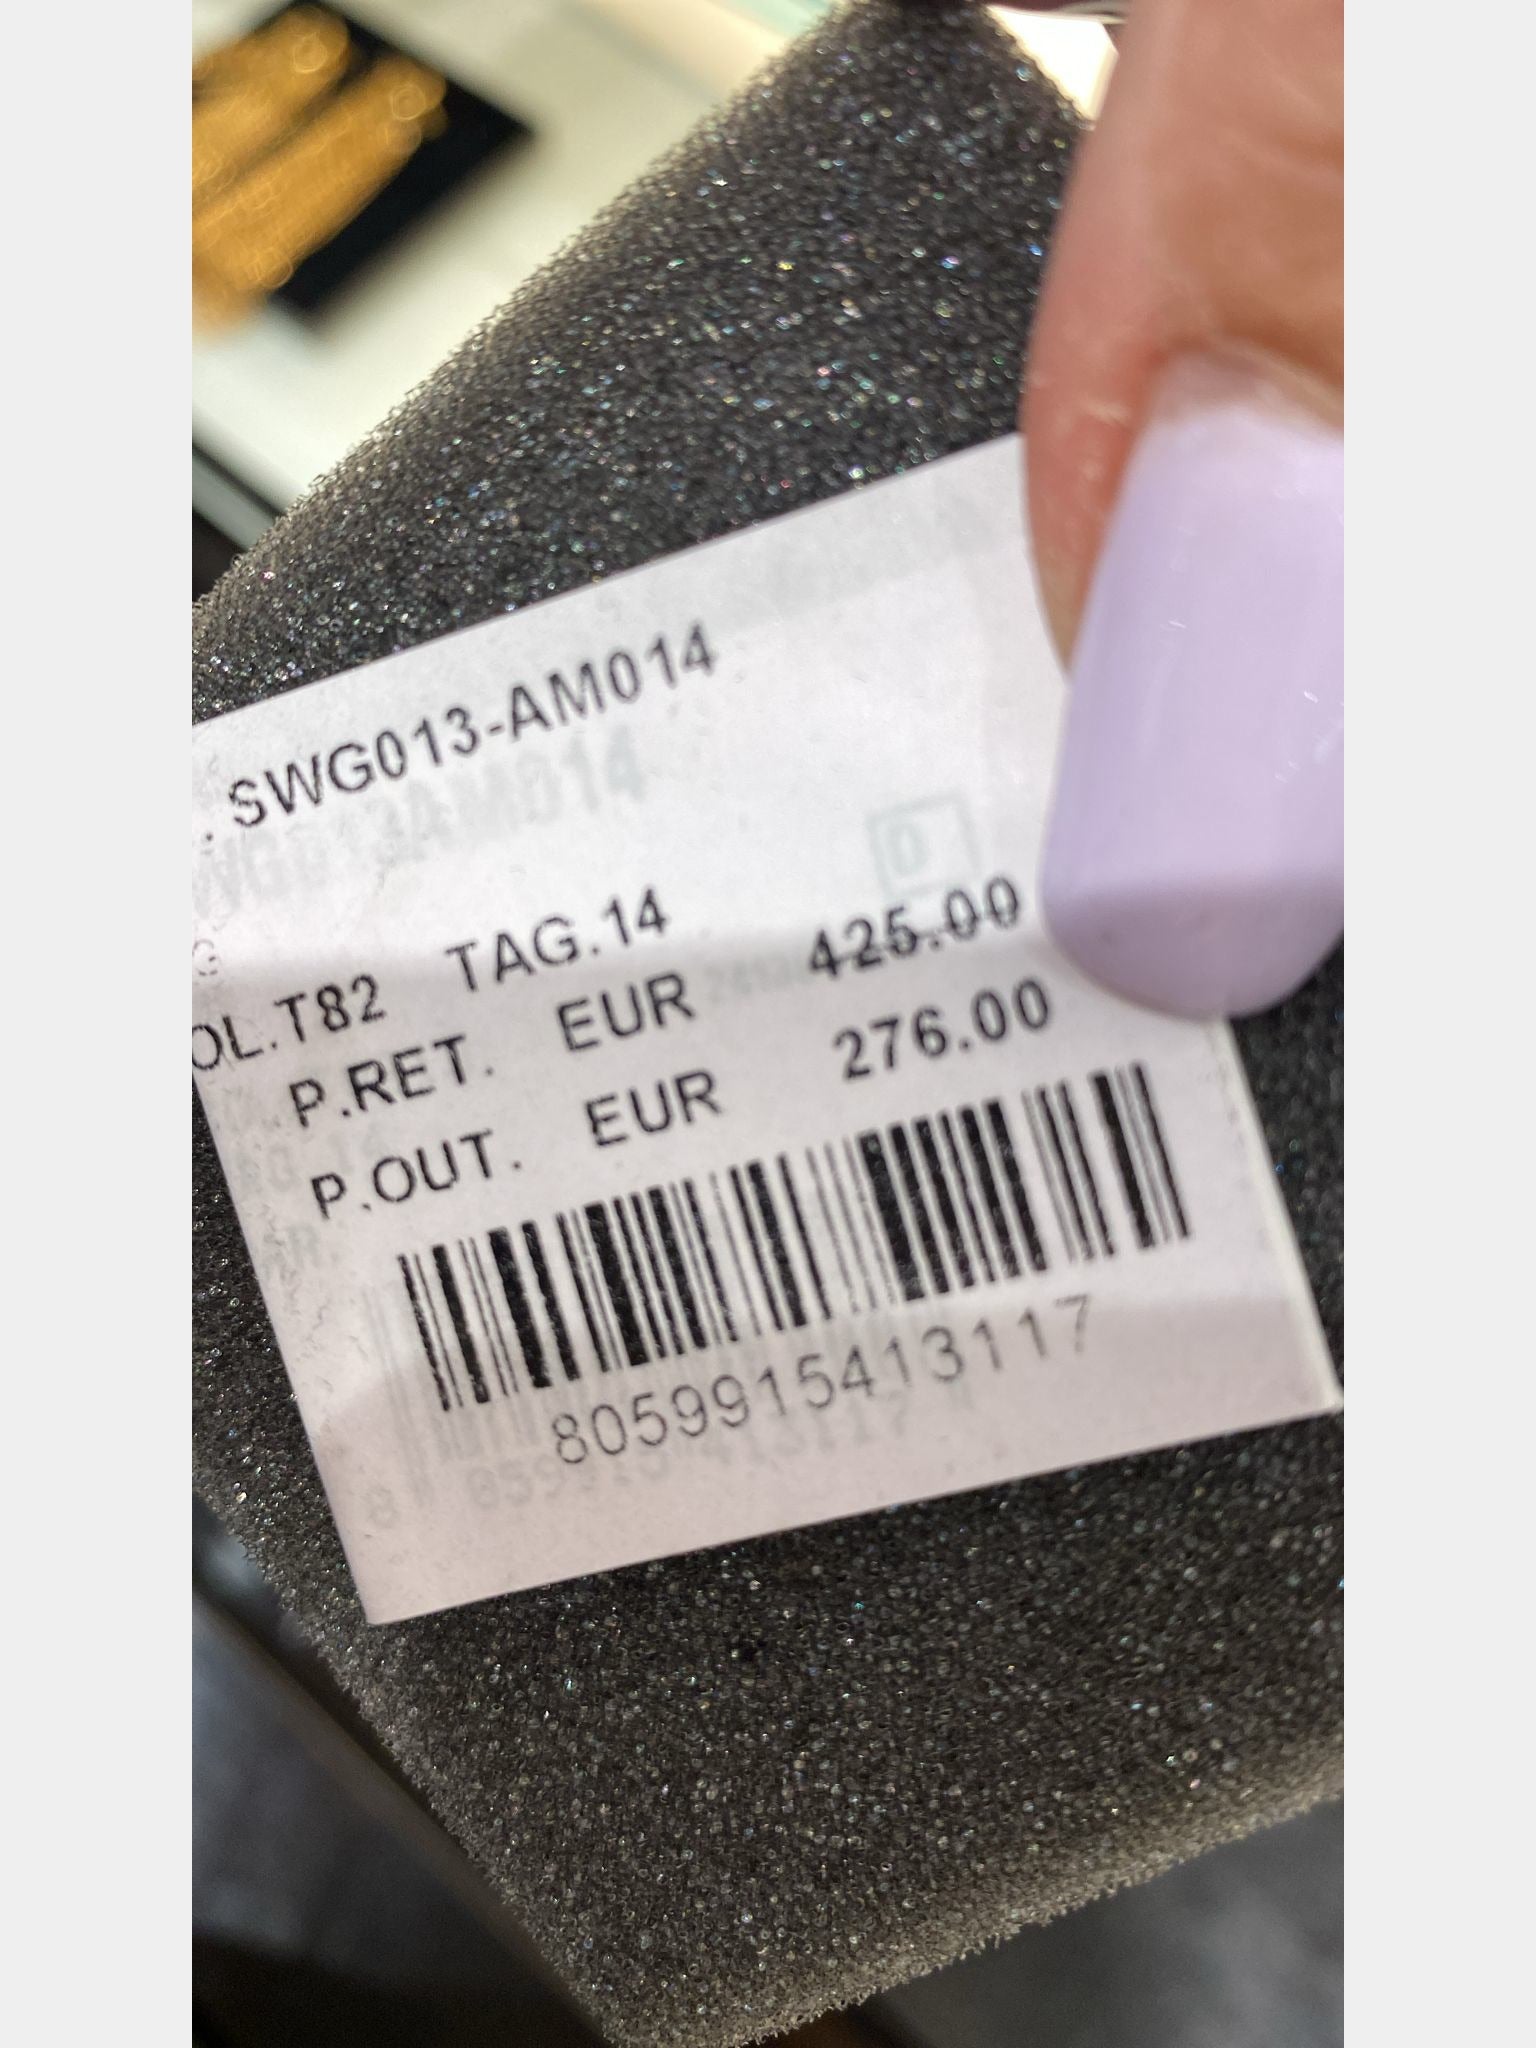 . SWG013-AM014
OL.T82 TAG.14
P.RET. EUR 425.00
P.OUT. EUR 276.00
8059915413117